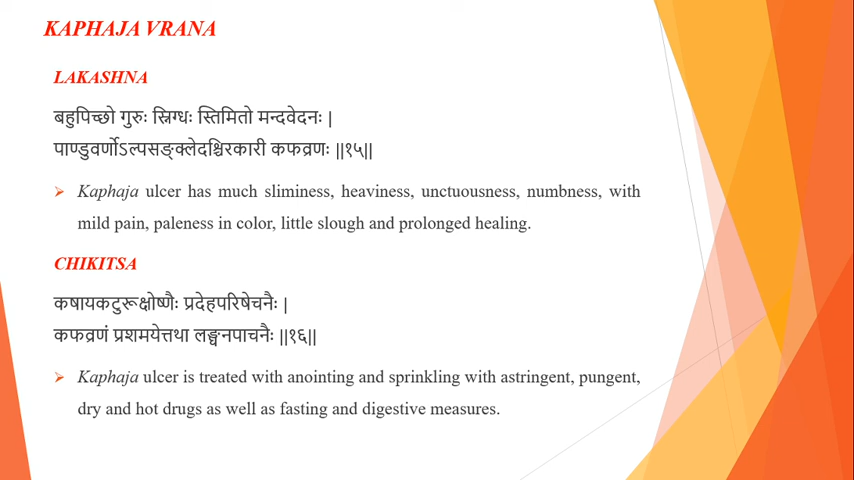 KAPHAJA VRANA
LAKASHNA
बहुपिच्छो गुरुः स्निग्धः स्तिमितो मन्दवेदनः |
पाण्डुवर्णोऽल्पसङ्क्लेदश्चिरकारी कफव्रणः ||१५||
Kaphaja ulcer has much sliminess, heaviness, unctuousness, numbness, with
mild pain, paleness in color, little slough and prolonged healing.
CHIKITSA
कषायकटुरूक्षोष्णैः प्रदेहपरिषेचनैः |
कफव्रणं प्रशमयेत्तथा लङ्घनपाचनैः ||१६||
Kaphaja ulcer is treated with anointing and sprinkling with astringent, pungent,
dry and hot drugs as well as fasting and digestive measures.